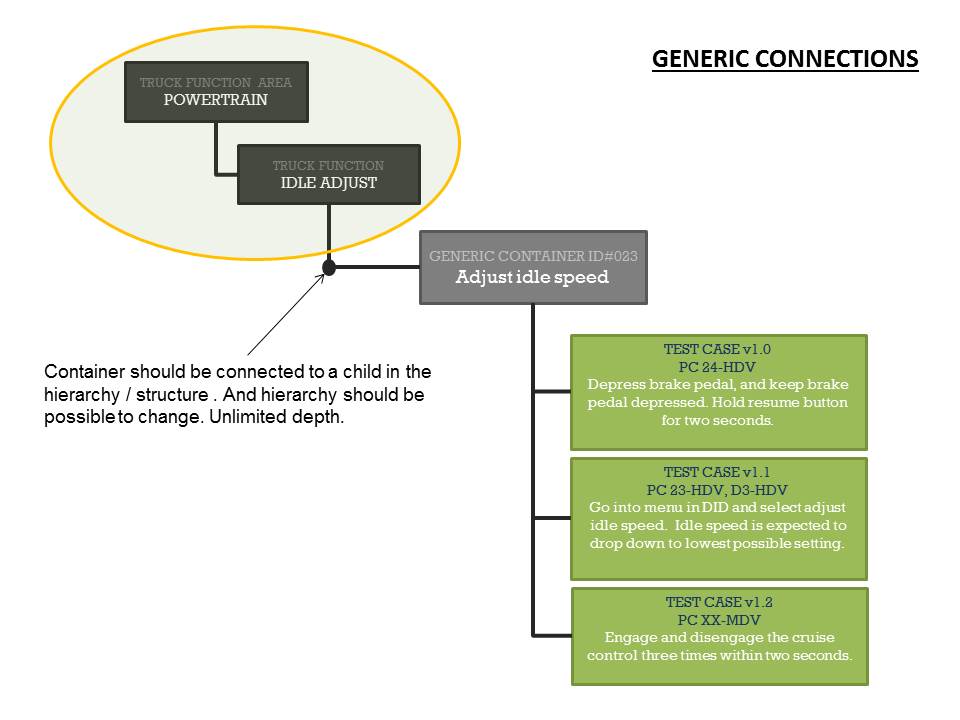 GENERIC CONNECTIONS
TRUCK FUNCTION AREA
POWERTRAIN
TRUCK FUNCTION
IDLE ADJUST
GENERIC CONTAINER ID#023
Adjust idle speed
Container should be connected to a child in the
hierarchy / structure . And hierarchy should be
possible to change. Unlimited depth.
TEST CASE v1.0
PC 24-HDV
Depress brake pedal, and keep brake
pedal depressed. Hold resume button
for two seconds.
TEST CASE v1.1
PC 23-HDV, D3-HDV
Go into menu in DID and select adjust
idle speed. Idle speed is expected to
drop down to lowest possible setting.
TEST CASE v1.2
PC XX-MDV
Engage and disengage the cruise
control three times within two seconds.